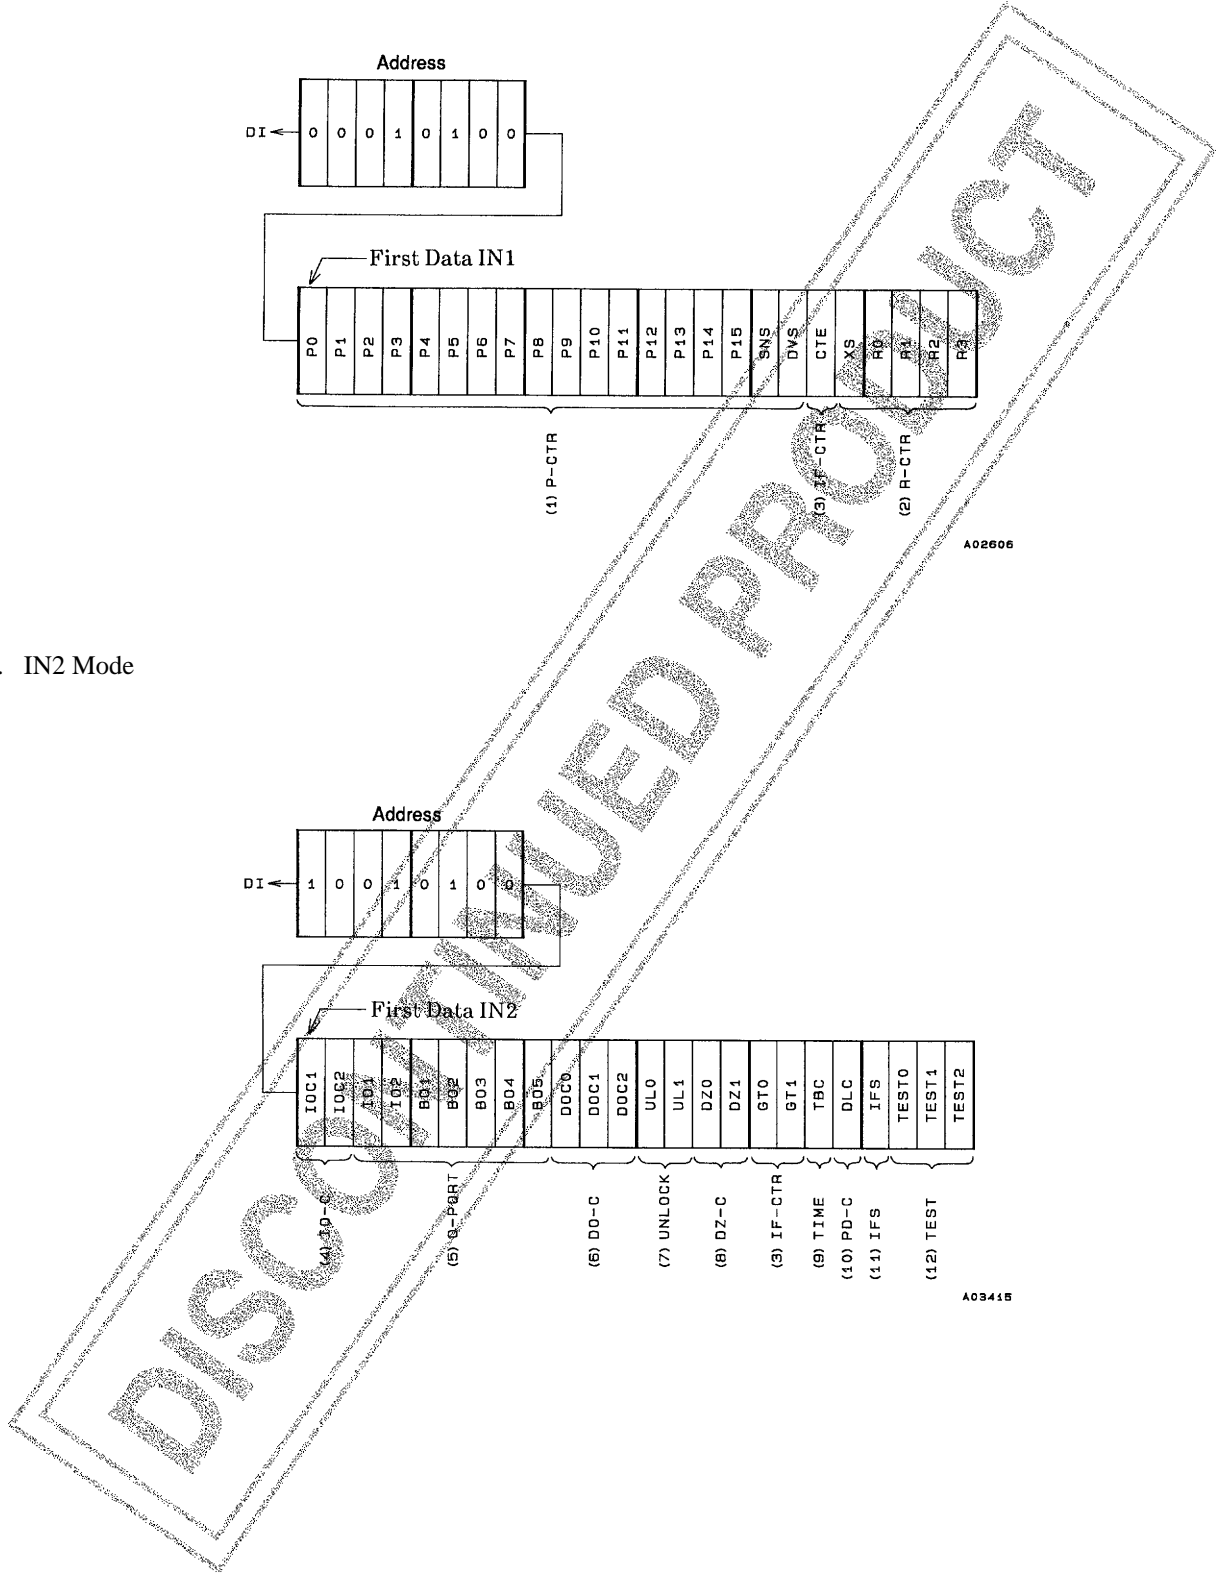 Address
DI 0 0 0 1 0 1 0 0
First Data IN1
P0 P1 P2 P3 P4 P5 P6 P7 P8 P9 P10 P11 P12 P13 P14 P15 SNS DVS CTE XS R0 R1 R2 R3
(1) P-CTR (3) IF-CTR (2) R-CTR
A02606
. IN2 Mode
Address
DI 1 0 0 1 0 1 0 0
First Data IN2
IOC1 IOC2 IO1 IO2 BO1 BO2 BO3 BO4 BO5 DOC0 DOC1 DOC2 UL0 UL1 DZ0 DZ1 GT0 GT1 TBC DLC IFS TEST0 TEST1 TEST2
(4) IO-C (5) O-PORT (6) DO-C (7) UNLOCK (8) DZ-C (3) IF-CTR (9) TIME (10) PD-C (11) IFS (12) TEST
A03415
DISCONTINUED PRODUCT